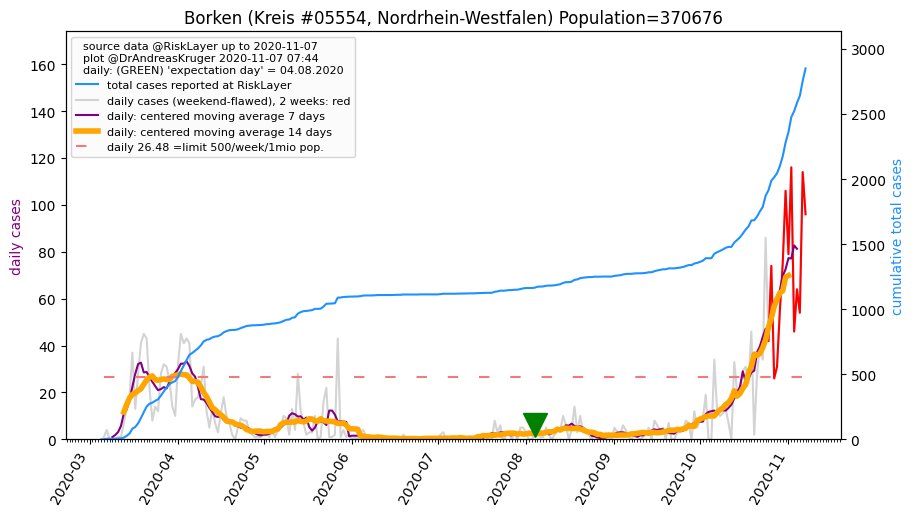 Borken (Kreis #05554, Nordrhein-Westfalen) Population=370676
source data @RiskLayer up to 2020-11-07
plot @DrAndreasKruger 2020-11-07 07:44
daily: (GREEN) 'expectation day' = 04.08.2020
total cases reported at RiskLayer
daily cases (weekend-flawed), 2 weeks: red
daily: centered moving average 7 days
daily: centered moving average 14 days
daily 26.48 =limit 500/week/1mio pop.
daily cases
160
140
120
100
80
60
40
20
0
3000
2500
2000
1500
1000
500
0
cumulative total cases
2020-03
2020-04
2020-05
2020-06
2020-07
2020-08
2020-09
2020-10
2020-11